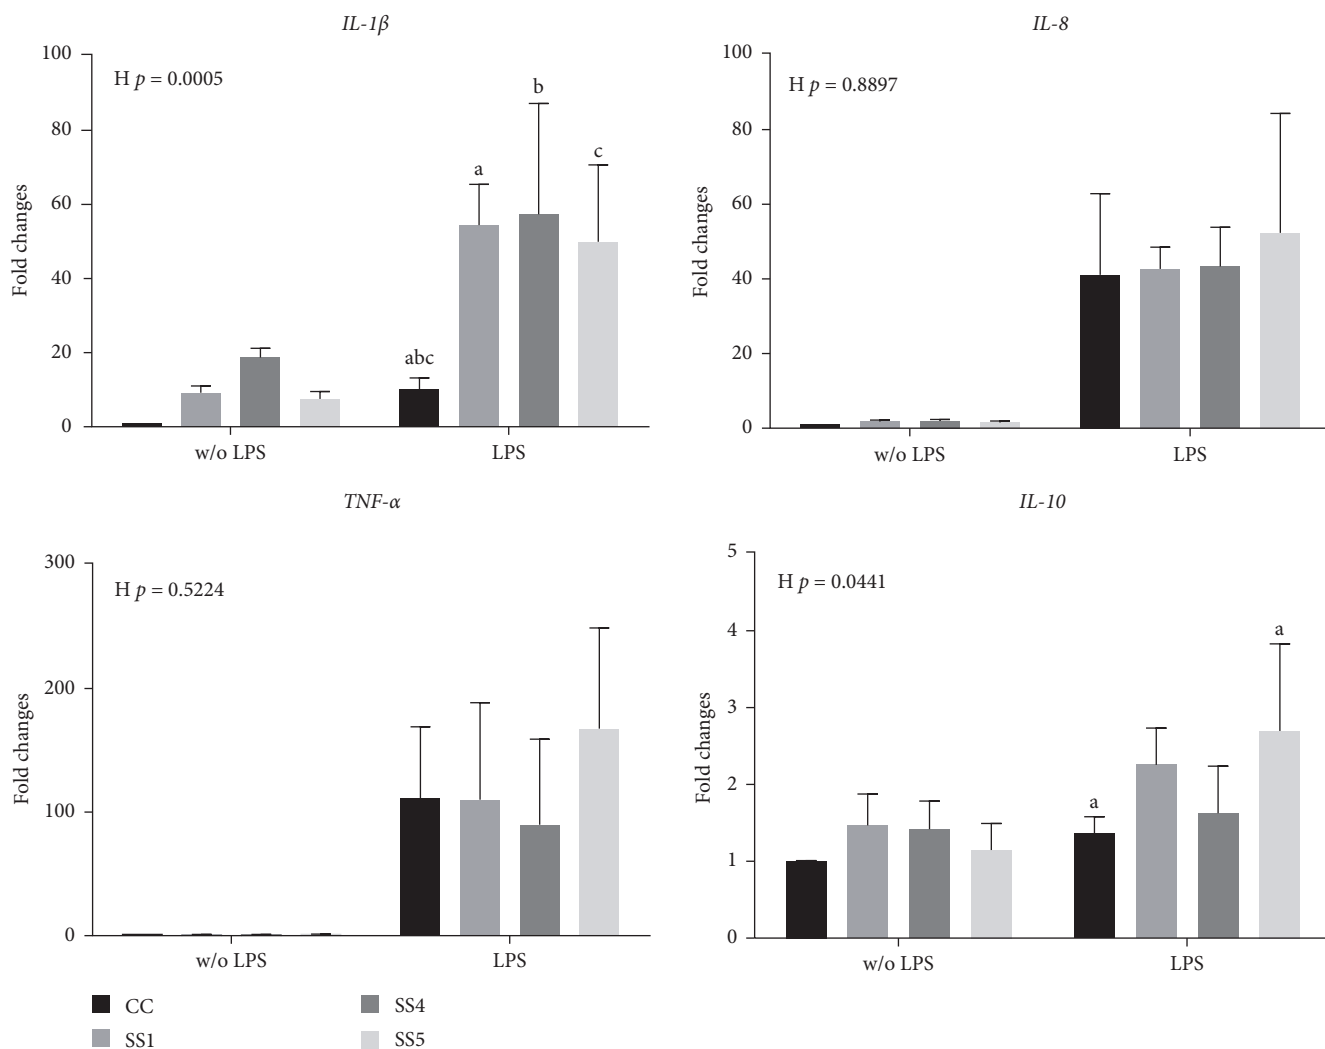 IL-1β
100
80
60
40
20
0
Fold changes
H p = 0.0005
abc
a
b
c
w/o LPS
LPS
IL-8
100
80
60
40
20
0
Fold changes
H p = 0.8897
w/o LPS
LPS
TNF-α
300
200
100
0
Fold changes
H p = 0.5224
w/o LPS
LPS
IL-10
5
4
3
2
1
0
Fold changes
H p = 0.0441
a
a
w/o LPS
LPS
CC
SS1
SS4
SS5